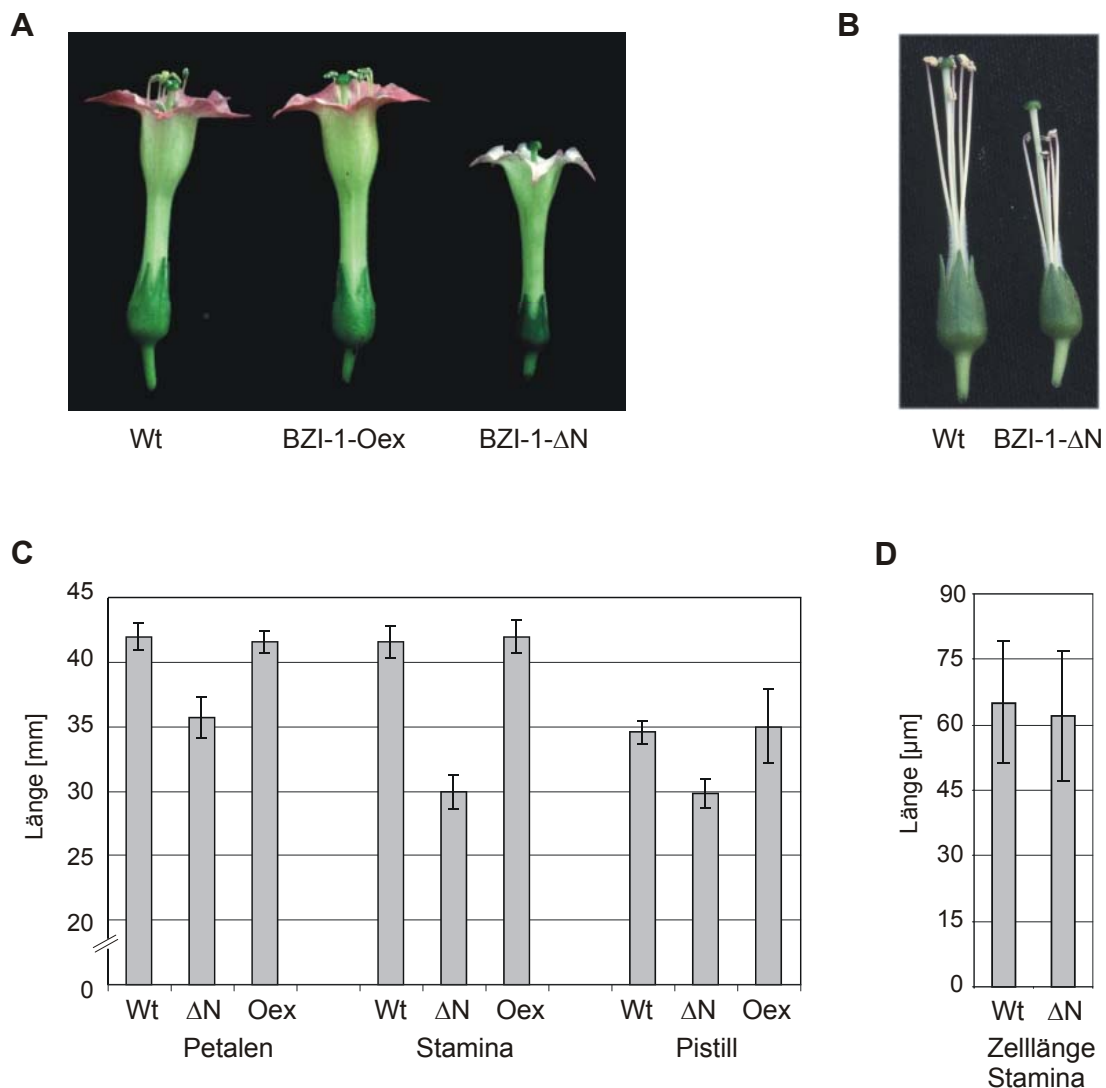 A
B
Wt BZI-1-Oex BZI-1-ΔN
Wt BZI-1-ΔN
C
D
Länge [mm]
45
40
35
30
25
20
0
Wt ΔN Oex Wt ΔN Oex Wt ΔN Oex
Petalen Stamina Pistill
Länge [µm]
90
75
60
45
30
15
0
Wt ΔN
Zelllänge
Stamina